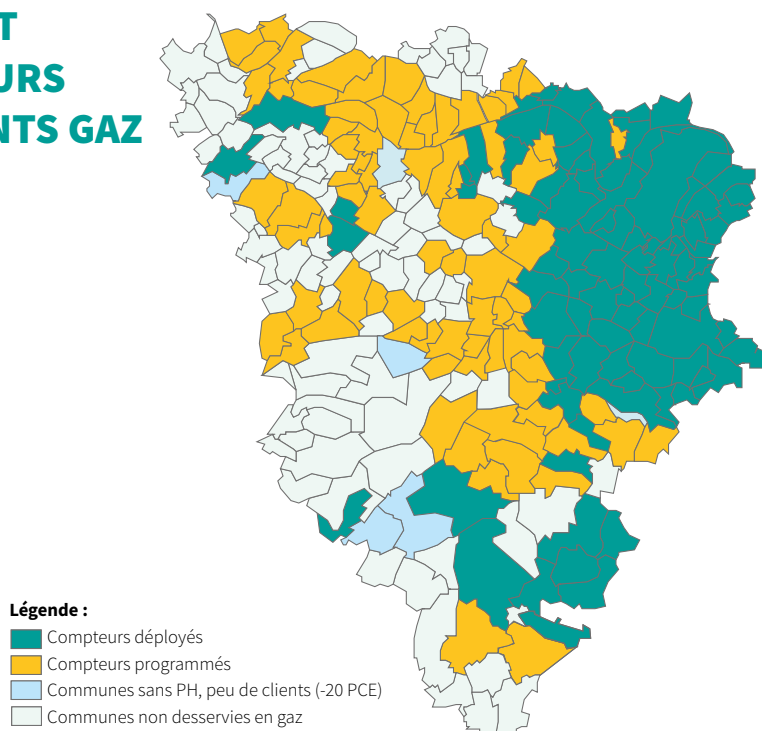 T
URS
NTS GAZ
Légende :
Compteurs déployés
Compteurs programmés
Communes sans PH, peu de clients (-20 PCE)
Communes non desservies en gaz